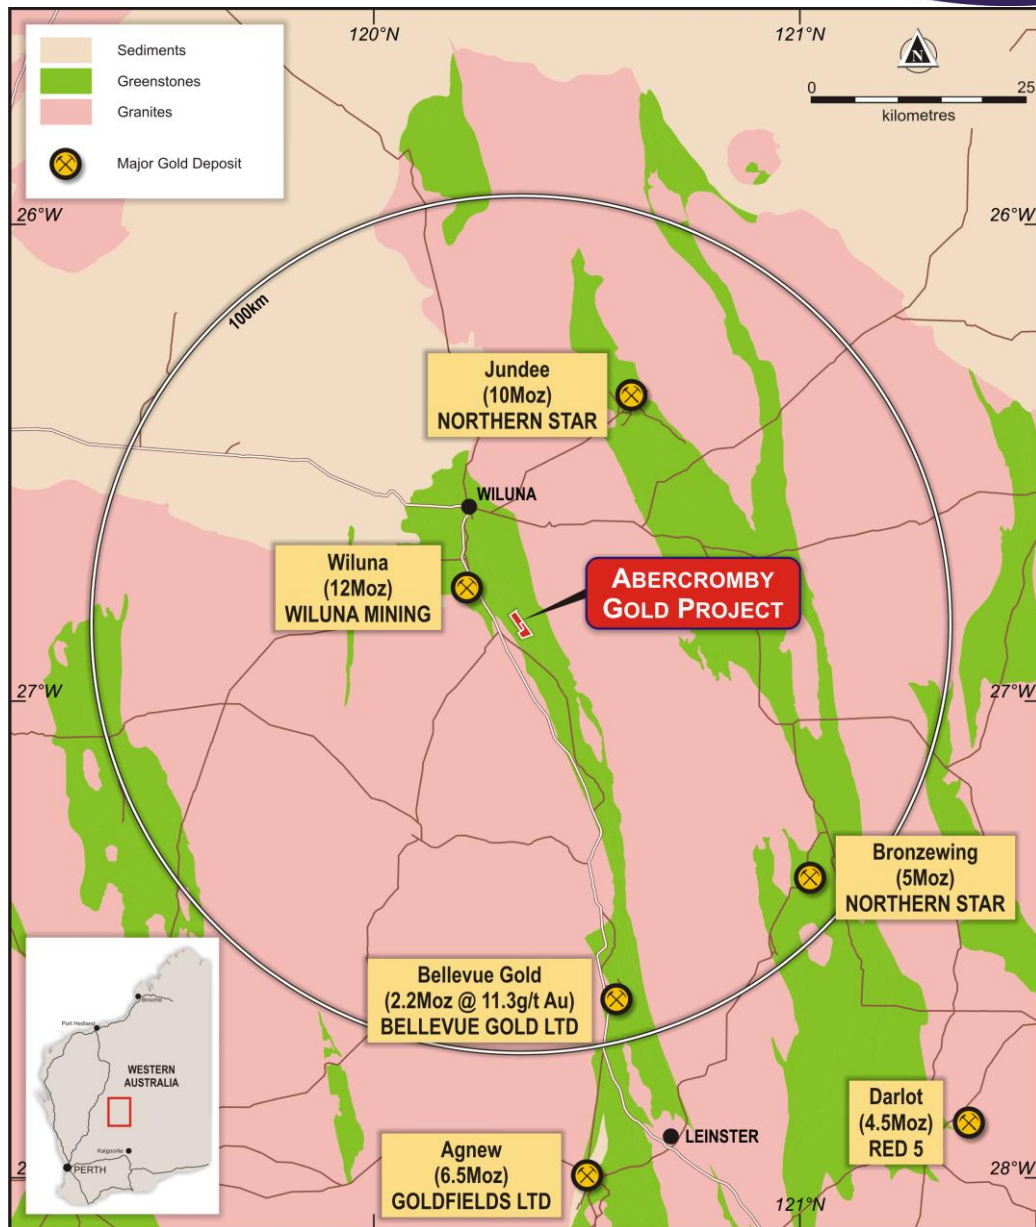 Sediments
Greenstones
Granites
Major Gold Deposit
120°N
121°N
N
0 25
kilometres
26°W
26°W
100km
Jundee
(10Moz)
NORTHERN STAR
WILUNA
Wiluna
(12Moz)
WILUNA MINING
ABERCROMBY
GOLD PROJECT
27°W
27°W
Bronzewing
(5Moz)
NORTHERN STAR
Bellevue Gold
(2.2Moz @ 11.3g/t Au)
BELLEVUE GOLD LTD
Broome
Port Hedland
WESTERN
AUSTRALIA
Kalgoorlie
PERTH
LEINSTER
Darlot
(4.5Moz)
RED 5
Agnew
(6.5Moz)
GOLDFIELDS LTD
28°W
121°N